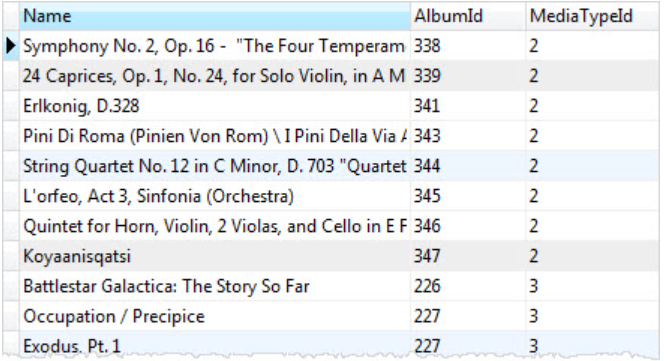 Name AlbumId MediaTypeId
Symphony No. 2, Op. 16 - "The Four Temperam 338 2
24 Caprices, Op. 1, No. 24, for Solo Violin, in A M 339 2
Erlkonig, D.328 341 2
Pini Di Roma (Pinien Von Rom) \ I Pini Della Via 343 2
String Quartet No. 12 in C Minor, D. 703 "Quartet 344 2
L'orfeo, Act 3, Sinfonia (Orchestra) 345 2
Quintet for Horn, Violin, 2 Violas, and Cello in E F 346 2
Koyaanisqatsi 347 2
Battlestar Galactica: The Story So Far 226 3
Occupation / Precipice 227 3
Exodus, Pt. 1 227 3